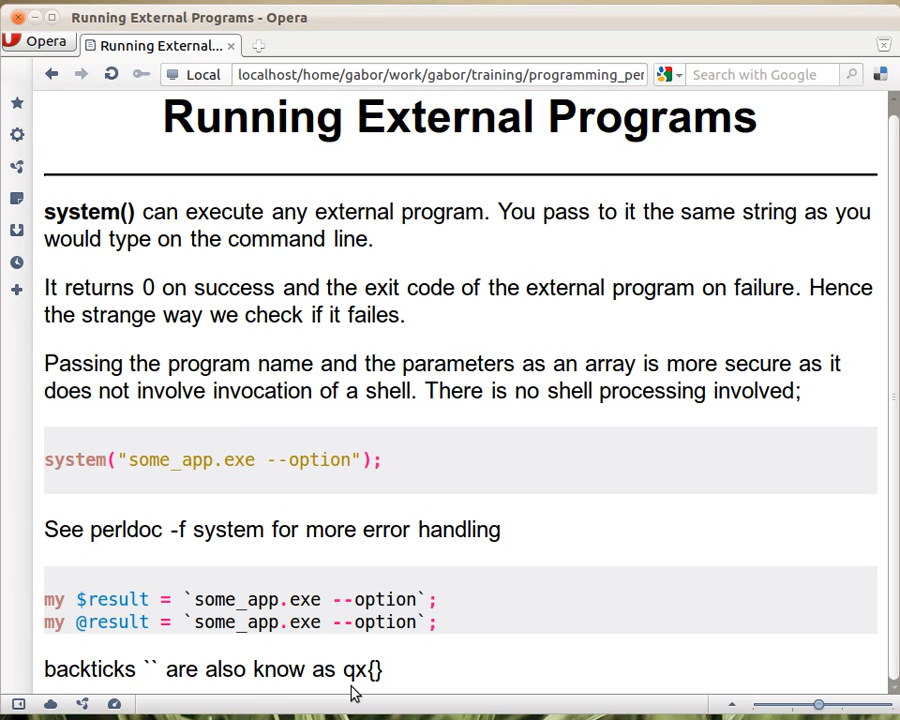 Running External Programs - Opera
Opera
Running External...
Local
localhost/home/gabor/work/gabor/training/programming_per
Search with Google
Running External Programs
system() can execute any external program. You pass to it the same string as you
would type on the command line.
It returns 0 on success and the exit code of the external program on failure. Hence
the strange way we check if it failes.
Passing the program name and the parameters as an array is more secure as it
does not involve invocation of a shell. There is no shell processing involved;
system("some_app.exe --option");
See perldoc -f system for more error handling
my $result = `some_app.exe --option`;
my @result = `some_app.exe --option`;
backticks `` are also know as qx{}